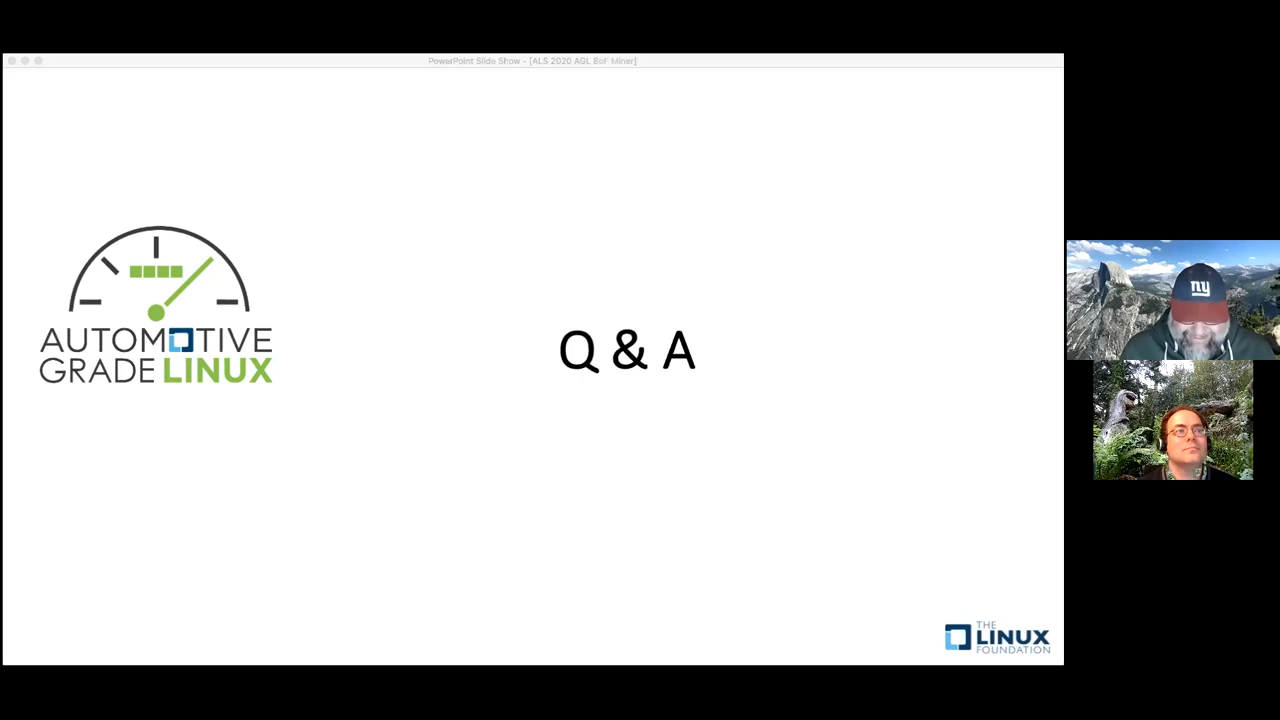 PowerPoint Slide Show - [ALS 2020 AGL BoF Miner]
AUTOMOTIVE
GRADE LINUX
Q & A
ny
THE
LINUX
FOUNDATION